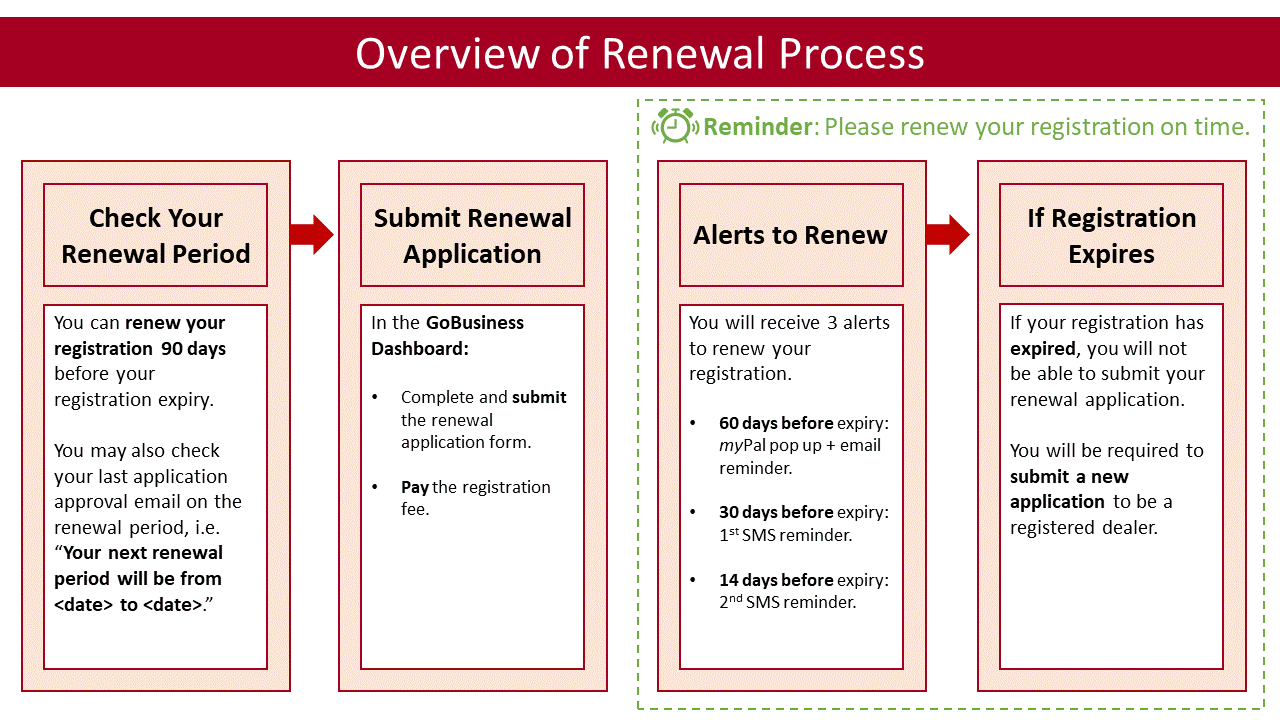 Overview of Renewal Process
Reminder: Please renew your registration on time.
Check Your
Renewal Period
You can renew your
registration 90 days
before your
registration expiry.
You may also check
your last application
approval email on the
renewal period, i.e.
“Your next renewal
period will be from
<date> to <date>.”
Submit Renewal
Application
In the GoBusiness
Dashboard:
• Complete and submit
the renewal
application form.
• Pay the registration
fee.
Alerts to Renew
You will receive 3 alerts
to renew your
registration.
• 60 days before expiry:
myPal pop up + email
reminder.
• 30 days before expiry:
1st SMS reminder.
• 14 days before expiry:
2nd SMS reminder.
If Registration
Expires
If your registration has
expired, you will not
be able to submit your
renewal application.
You will be required to
submit a new
application to be a
registered dealer.